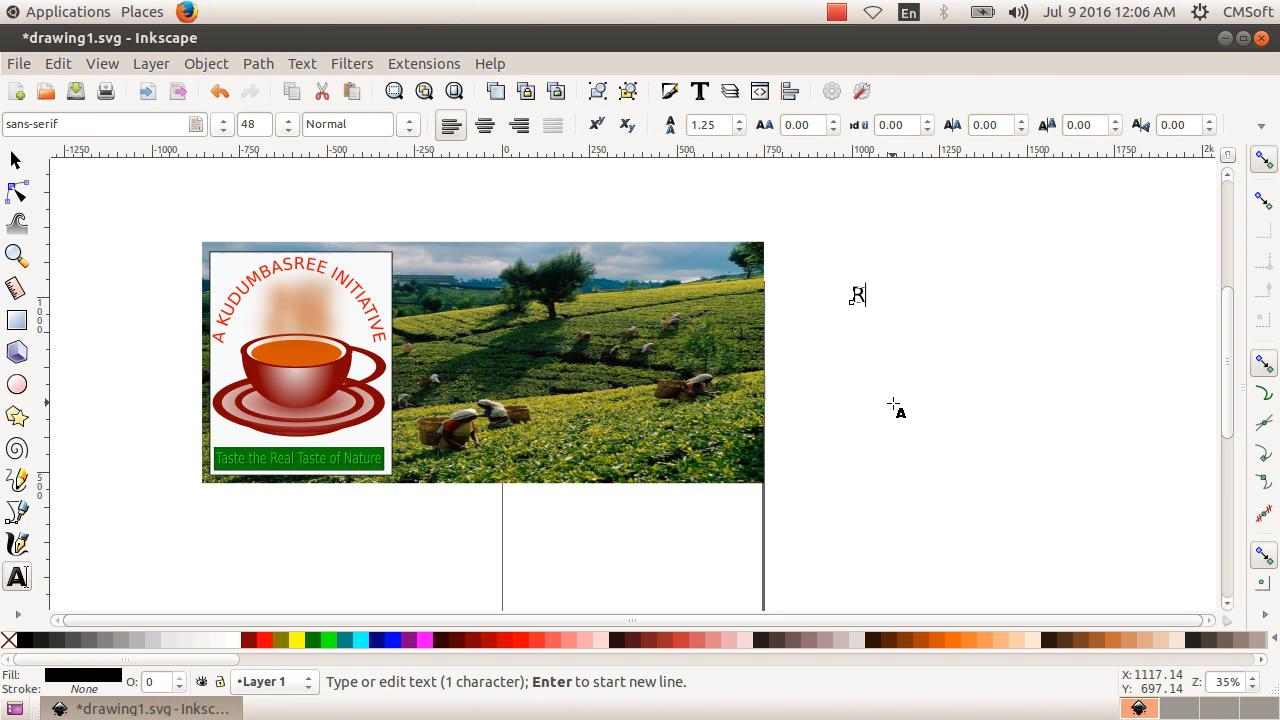 Applications Places En Jul 9 2016 12:06 AM CMSoft
*drawing1.svg - Inkscape
File Edit View Layer Object Path Text Filters Extensions Help
sans-serif 48 Normal 1.25 0.00 0.00 0.00 0.00 0.00
-1250 -1000 -750 -500 -250 0 250 500 750 1000 1250 1500 1750 2k
A KUDUMBASREE INITIATIVE
R
Taste the Real Taste of Nature
1000
500
A
Fill:
Stroke: None O: 0 •Layer 1 Type or edit text (1 character); Enter to start new line. X: 1117.14 Y: 697.14 Z: 35%
*drawing1.svg - Inksc...